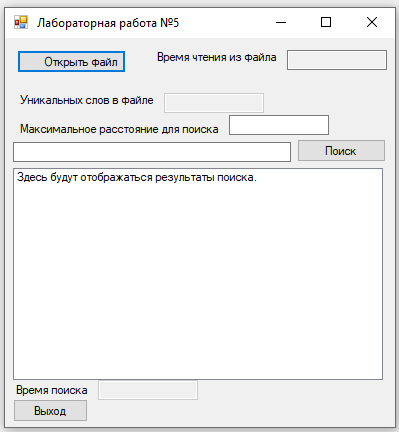 Лабораторная работа №5
Открыть файл
Время чтения из файла
Уникальных слов в файле
Максимальное расстояние для поиска
Поиск
Здесь будут отображаться результаты поиска.
Время поиска
Выход